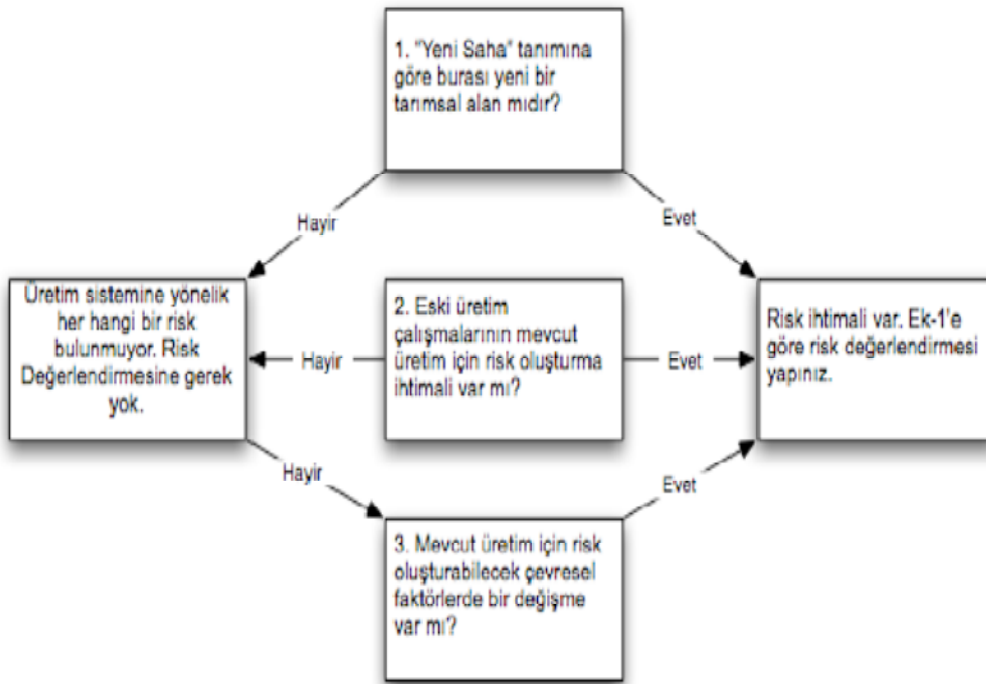 1. "Yeni Saha" tanımına
göre burası yeni bir
tarımsal alan mıdır?
Hayir
Evet
Üretim sistemine yönelik
her hangi bir risk
bulunmuyor. Risk
Değerlendirmesine gerek
yok.
Hayir
2. Eski üretim
çalışmalarının mevcut
üretim için risk oluşturma
ihtimali var mı?
Evet
Risk ihtimali var. Ek-1'e
göre risk değerlendirmesi
yapınız.
Hayir
Evet
3. Mevcut üretim için risk
oluşturabilecek çevresel
faktörlerde bir değişme
var mı?